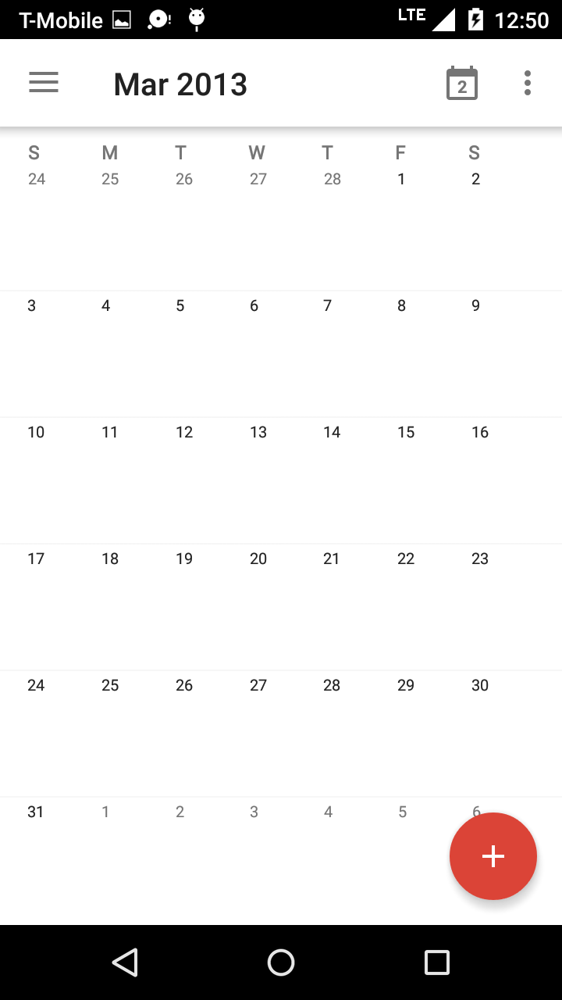 T-Mobile LTE 12:50
Mar 2013 2
S M T W T F S
24 25 26 27 28 1 2
3 4 5 6 7 8 9
10 11 12 13 14 15 16
17 18 19 20 21 22 23
24 25 26 27 28 29 30
31 1 2 3 4 5 6